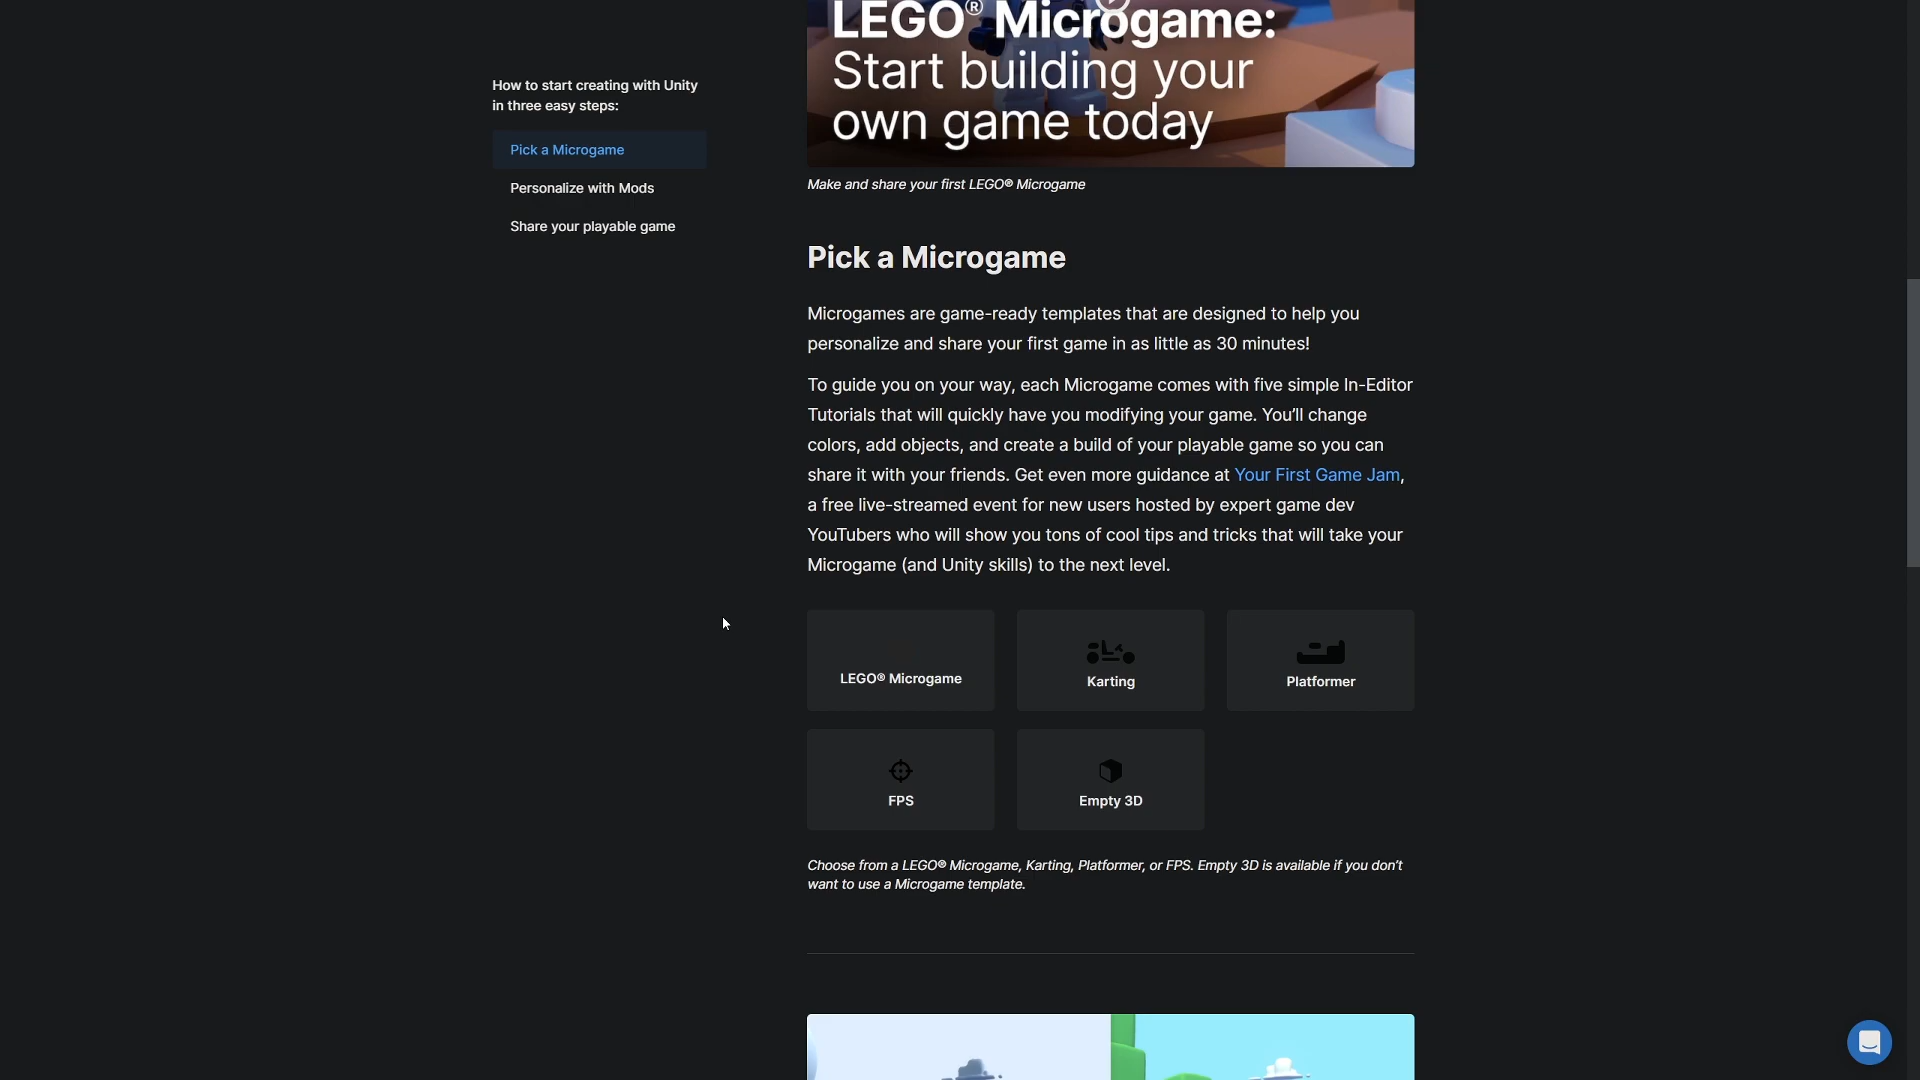 LEGO® Microgame:
Start building your
own game today
How to start creating with Unity
in three easy steps:
Pick a Microgame
Personalize with Mods
Share your playable game
Make and share your first LEGO® Microgame
Pick a Microgame
Microgames are game-ready templates that are designed to help you
personalize and share your first game in as little as 30 minutes!
To guide you on your way, each Microgame comes with five simple In-Editor
Tutorials that will quickly have you modifying your game. You'll change
colors, add objects, and create a build of your playable game so you can
share it with your friends. Get even more guidance at Your First Game Jam,
a free live-streamed event for new users hosted by expert game dev
YouTubers who will show you tons of cool tips and tricks that will take your
Microgame (and Unity skills) to the next level.
LEGO® Microgame
Karting
Platformer
FPS
Empty 3D
Choose from a LEGO® Microgame, Karting, Platformer, or FPS. Empty 3D is available if you don't
want to use a Microgame template.